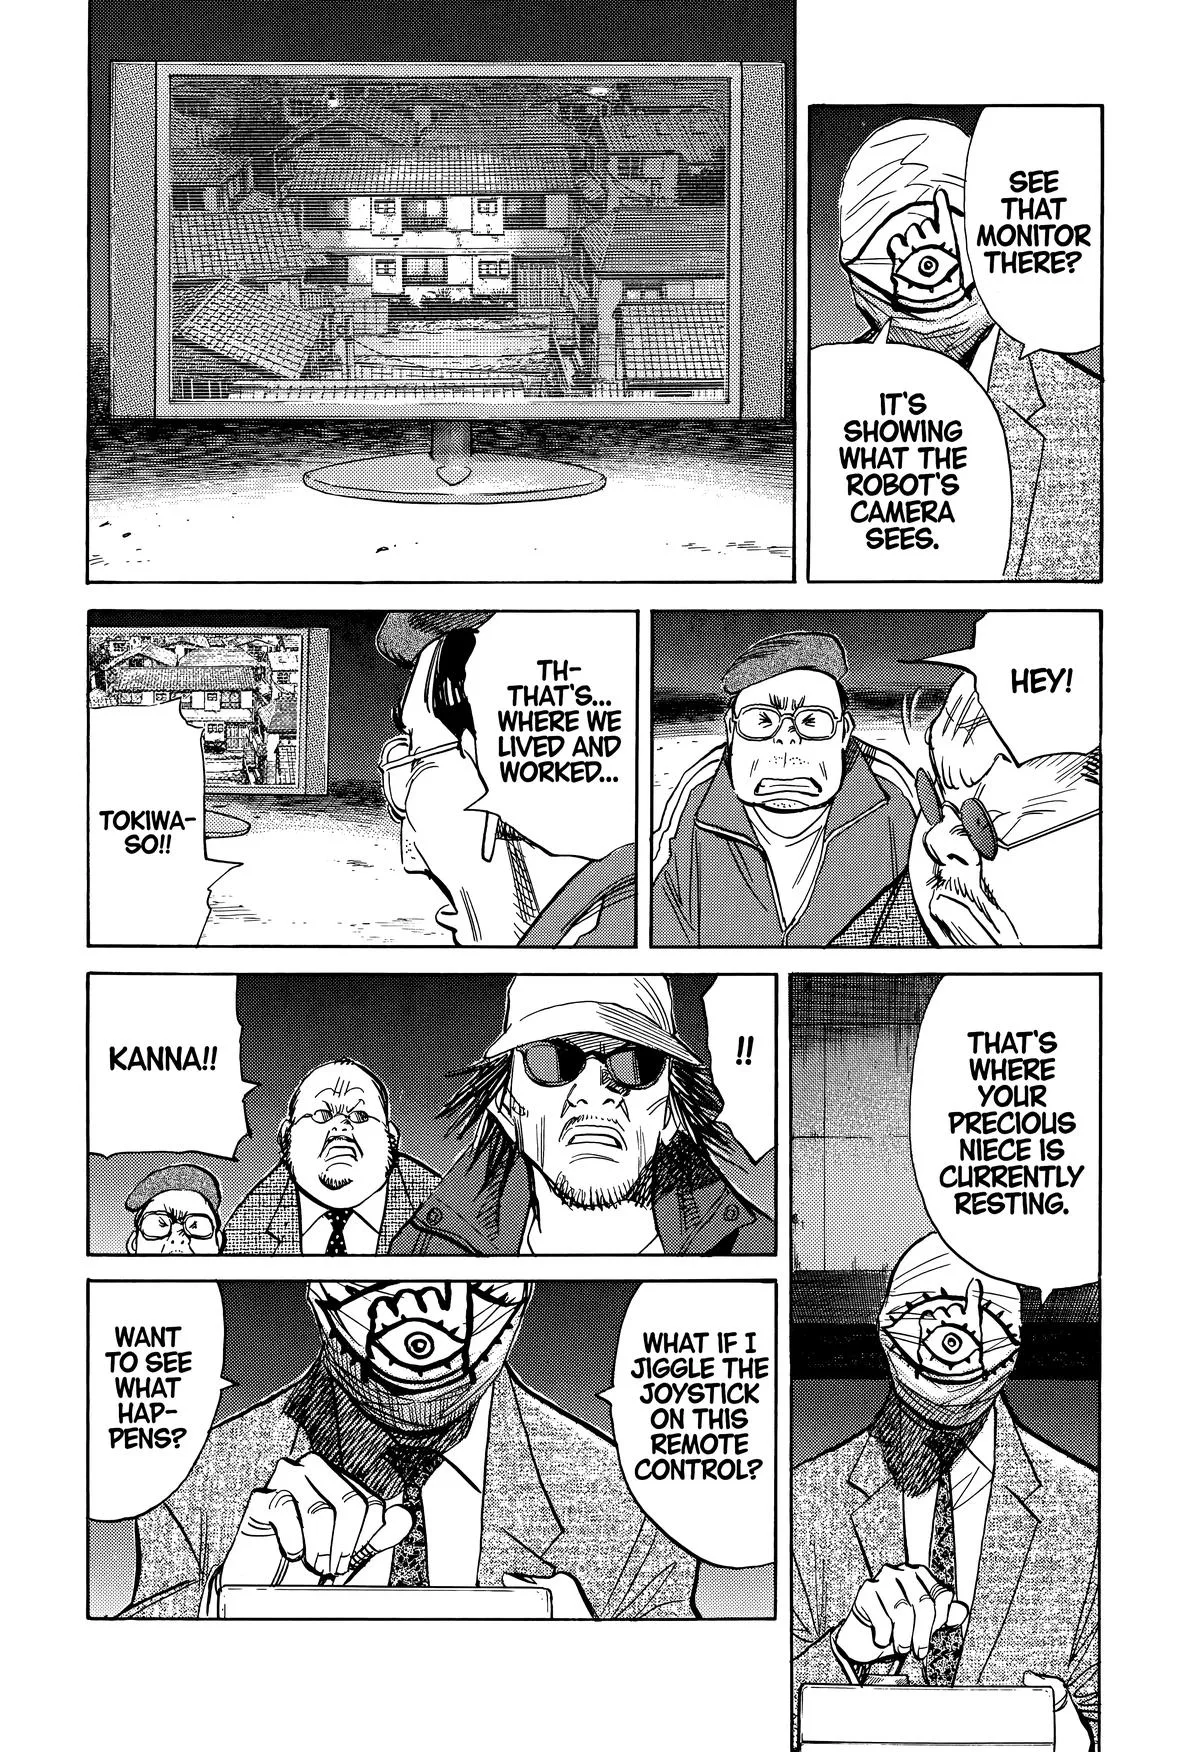 SEE
THAT
MONITOR
THERE?
IT'S
SHOWING
WHAT THE
ROBOT'S
CAMERA
SEES.
HEY!
TH-
THAT'S...
WHERE WE
LIVED AND
WORKED...
TOKIWA-
SO!!
THAT'S
WHERE
YOUR
PRECIOUS
NIECE IS
CURRENTLY
RESTING.
!!
KANNA!!
WHAT IF I
JIGGLE THE
JOYSTICK
ON THIS
REMOTE
CONTROL?
WANT
TO SEE
WHAT
HAP-
PENS?